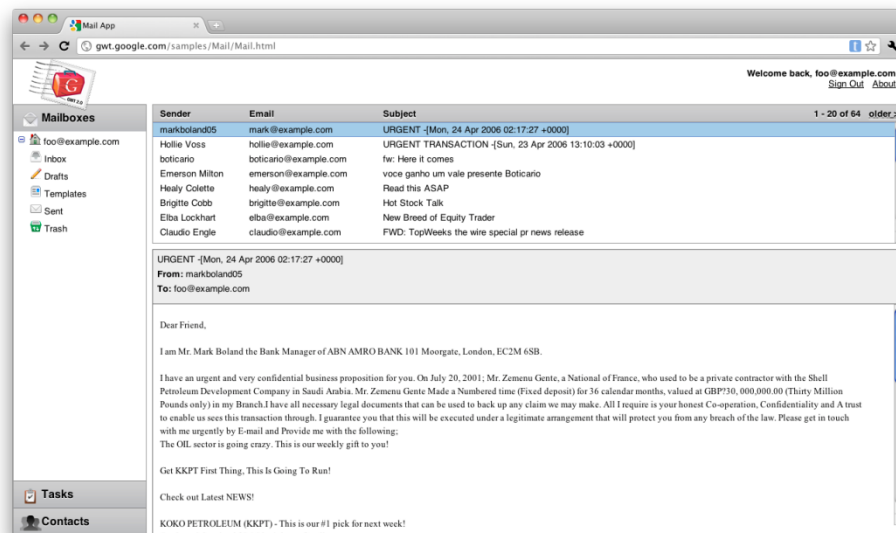 Mail App
gwt.google.com/samples/Mail/Mail.html
Welcome back, foo@example.com
Sign Out About
G
GWT 2.0
Mailboxes
foo@example.com
Inbox
Drafts
Templates
Sent
Trash
Tasks
Contacts
Sender Email Subject 1 - 20 of 64 older >
markboland05 mark@example.com URGENT -[Mon, 24 Apr 2006 02:17:27 +0000]
Hollie Voss hollie@example.com URGENT TRANSACTION -[Sun, 23 Apr 2006 13:10:03 +0000]
boticario boticario@example.com fw: Here it comes
Emerson Milton emerson@example.com voce ganho um vale presente Boticario
Healy Colette healy@example.com Read this ASAP
Brigitte Cobb brigitte@example.com Hot Stock Talk
Elba Lockhart elba@example.com New Breed of Equity Trader
Claudio Engle claudio@example.com FWD: TopWeeks the wire special pr news release
URGENT -[Mon, 24 Apr 2006 02:17:27 +0000]
From: markboland05
To: foo@example.com
Dear Friend,
I am Mr. Mark Boland the Bank Manager of ABN AMRO BANK 101 Moorgate, London, EC2M 6SB.
I have an urgent and very confidential business proposition for you. On July 20, 2001; Mr. Zemenu Gente, a National of France, who used to be a private contractor with the Shell
Petroleum Development Company in Saudi Arabia. Mr. Zemenu Gente Made a Numbered time (Fixed deposit) for 36 calendar months, valued at GBP?30, 000,000.00 (Thirty Million
Pounds only) in my Branch.I have all necessary legal documents that can be used to back up any claim we may make. All I require is your honest Co-operation, Confidentiality and A trust
to enable us sees this transaction through. I guarantee you that this will be executed under a legitimate arrangement that will protect you from any breach of the law. Please get in touch
with me urgently by E-mail and Provide me with the following;
The OIL sector is going crazy. This is our weekly gift to you!
Get KKPT First Thing, This Is Going To Run!
Check out Latest NEWS!
KOKO PETROLEUM (KKPT) - This is our #1 pick for next week!